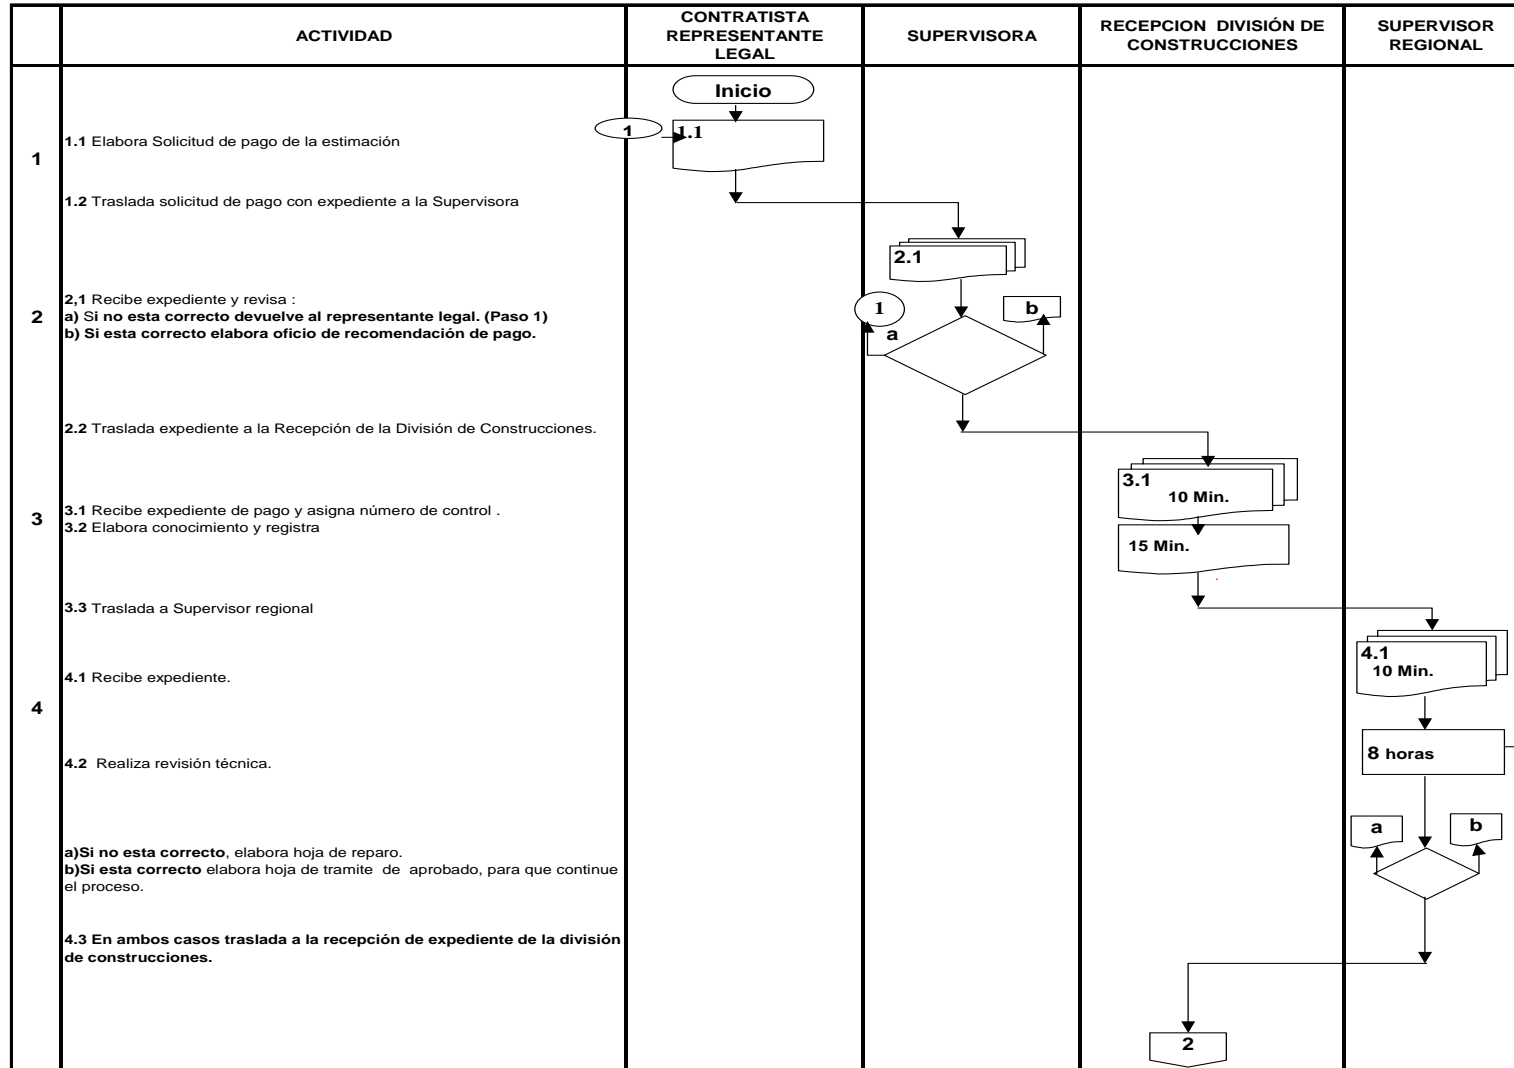 ACTIVIDAD
CONTRATISTA
REPRESENTANTE
LEGAL
SUPERVISORA
RECEPCION DIVISIÓN DE
CONSTRUCCIONES
SUPERVISOR
REGIONAL
Inicio
1
1.1 Elabora Solicitud de pago de la estimación
1
1.1
1.2 Traslada solicitud de pago con expediente a la Supervisora
2.1
2
2,1 Recibe expediente y revisa :
a) Si no esta correcto devuelve al representante legal. (Paso 1)
b) Si esta correcto elabora oficio de recomendación de pago.
1
a
b
2.2 Traslada expediente a la Recepción de la División de Construcciones.
3
3.1 Recibe expediente de pago y asigna número de control .
3.2 Elabora conocimiento y registra
3.1
10 Min.
15 Min.
3.3 Traslada a Supervisor regional
4
4.1 Recibe expediente.
4.1
10 Min.
4.2 Realiza revisión técnica.
8 horas
a)Si no esta correcto, elabora hoja de reparo.
b)Si esta correcto elabora hoja de tramite de aprobado, para que continue
el proceso.
a
b
4.3 En ambos casos traslada a la recepción de expediente de la división
de construcciones.
2